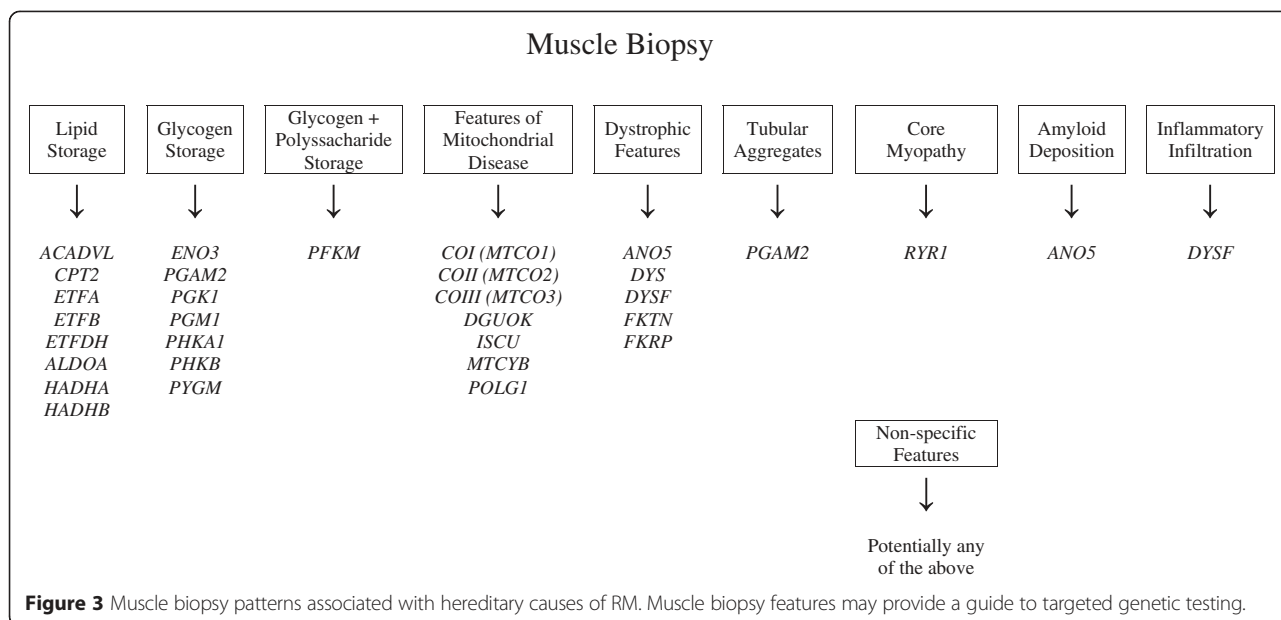 Muscle Biopsy
Lipid
Storage
Glycogen
Storage
Glycogen +
Polyssacharide
Storage
Features of
Mitochondrial
Disease
Dystrophic
Features
Tubular
Aggregates
Core
Myopathy
Amyloid
Deposition
Inflammatory
Infiltration
ACADVL
CPT2
ETFA
ETFB
ETFDH
ALDOA
HADHA
HADHB
ENO3
PGAM2
PGK1
PGM1
PHKA1
PHKB
PYGM
PFKM
COI (MTCO1)
COII (MTCO2)
COIII (MTCO3)
DGUOK
ISCU
MTCYB
POLG1
ANO5
DYS
DYSF
FKTN
FKRP
PGAM2
RYR1
ANO5
DYSF
Non-specific
Features
Potentially any
of the above
Figure 3 Muscle biopsy patterns associated with hereditary causes of RM. Muscle biopsy features may provide a guide to targeted genetic testing.